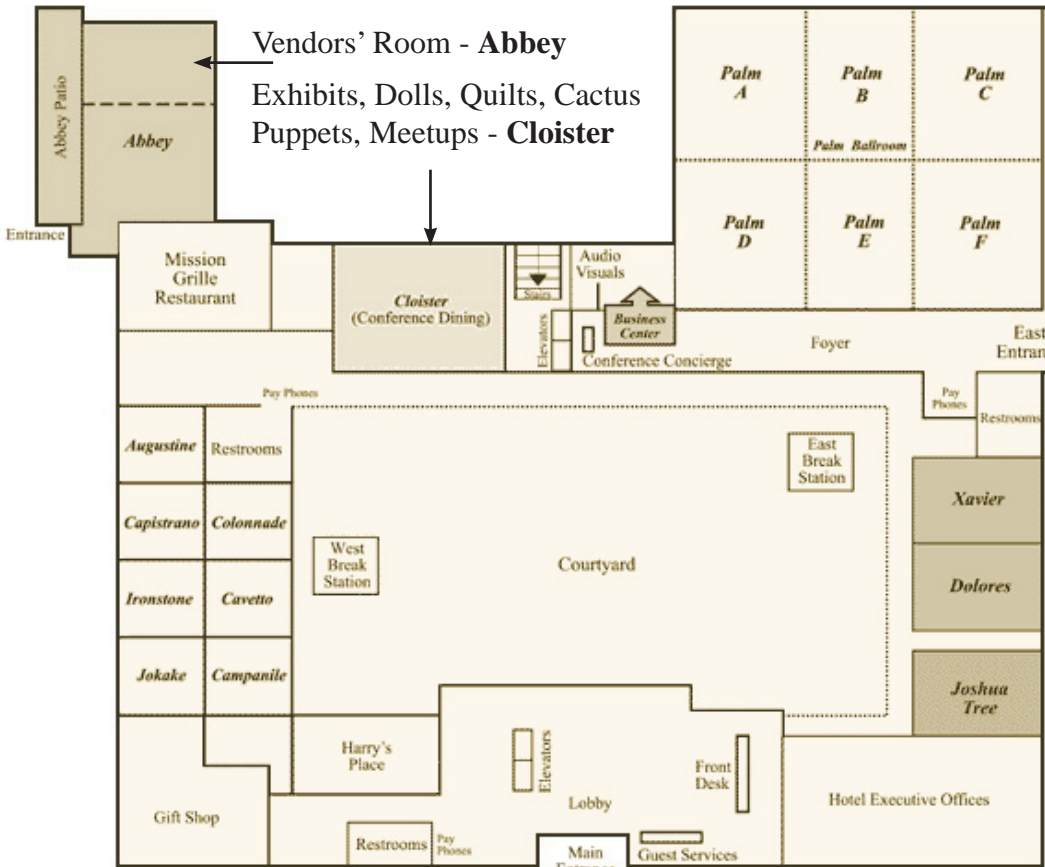 Vendors’ Room - Abbey
Exhibits, Dolls, Quilts, Cactus
Puppets, Meetups - Cloister
Abbey Patio
Abbey
Entrance
Mission
Grille
Restaurant
Cloister
(Conference Dining)
Stairs
Audio
Visuals
Elevators
Business
Center
Conference Concierge
Palm
A
Palm
B
Palm
C
Palm Ballroom
Palm
D
Palm
E
Palm
F
Foyer
East
Entran
Pay Phones
Pay
Phones
Restrooms
Augustine
Restrooms
Capistrano
Colonnade
Ironstone
Cavetto
Jokake
Campanile
West
Break
Station
Courtyard
East
Break
Station
Xavier
Dolores
Joshua
Tree
Harry’s
Place
Gift Shop
Elevators
Lobby
Front
Desk
Hotel Executive Offices
Restrooms
Pay
Phones
Main
Guest Services